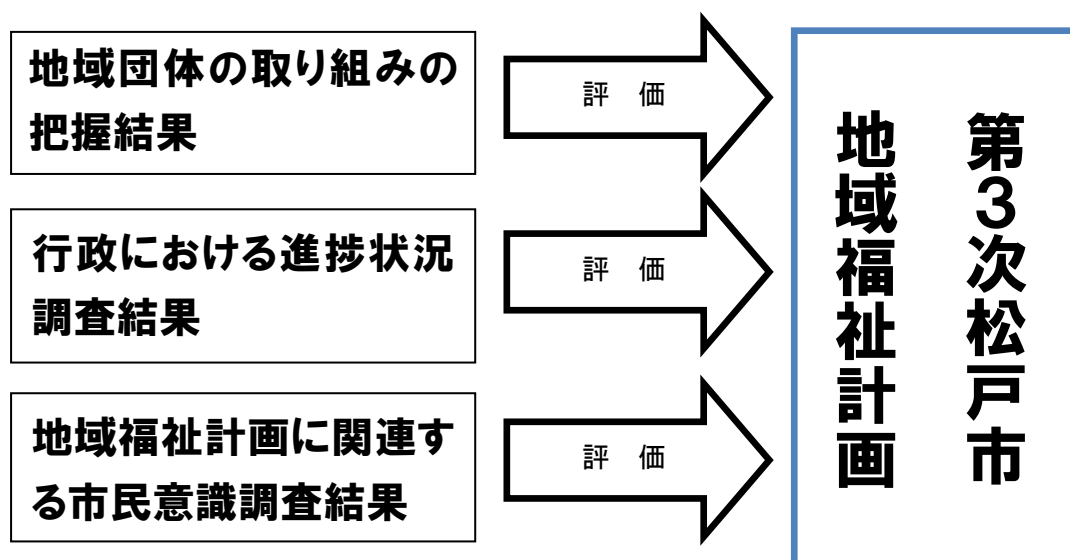 地域団体の取り組みの
把握結果
評 価
行政における進捗状況
調査結果
評 価
地域福祉計画に関連す
る市民意識調査結果
評 価
第３次松戸市
地域福祉計画